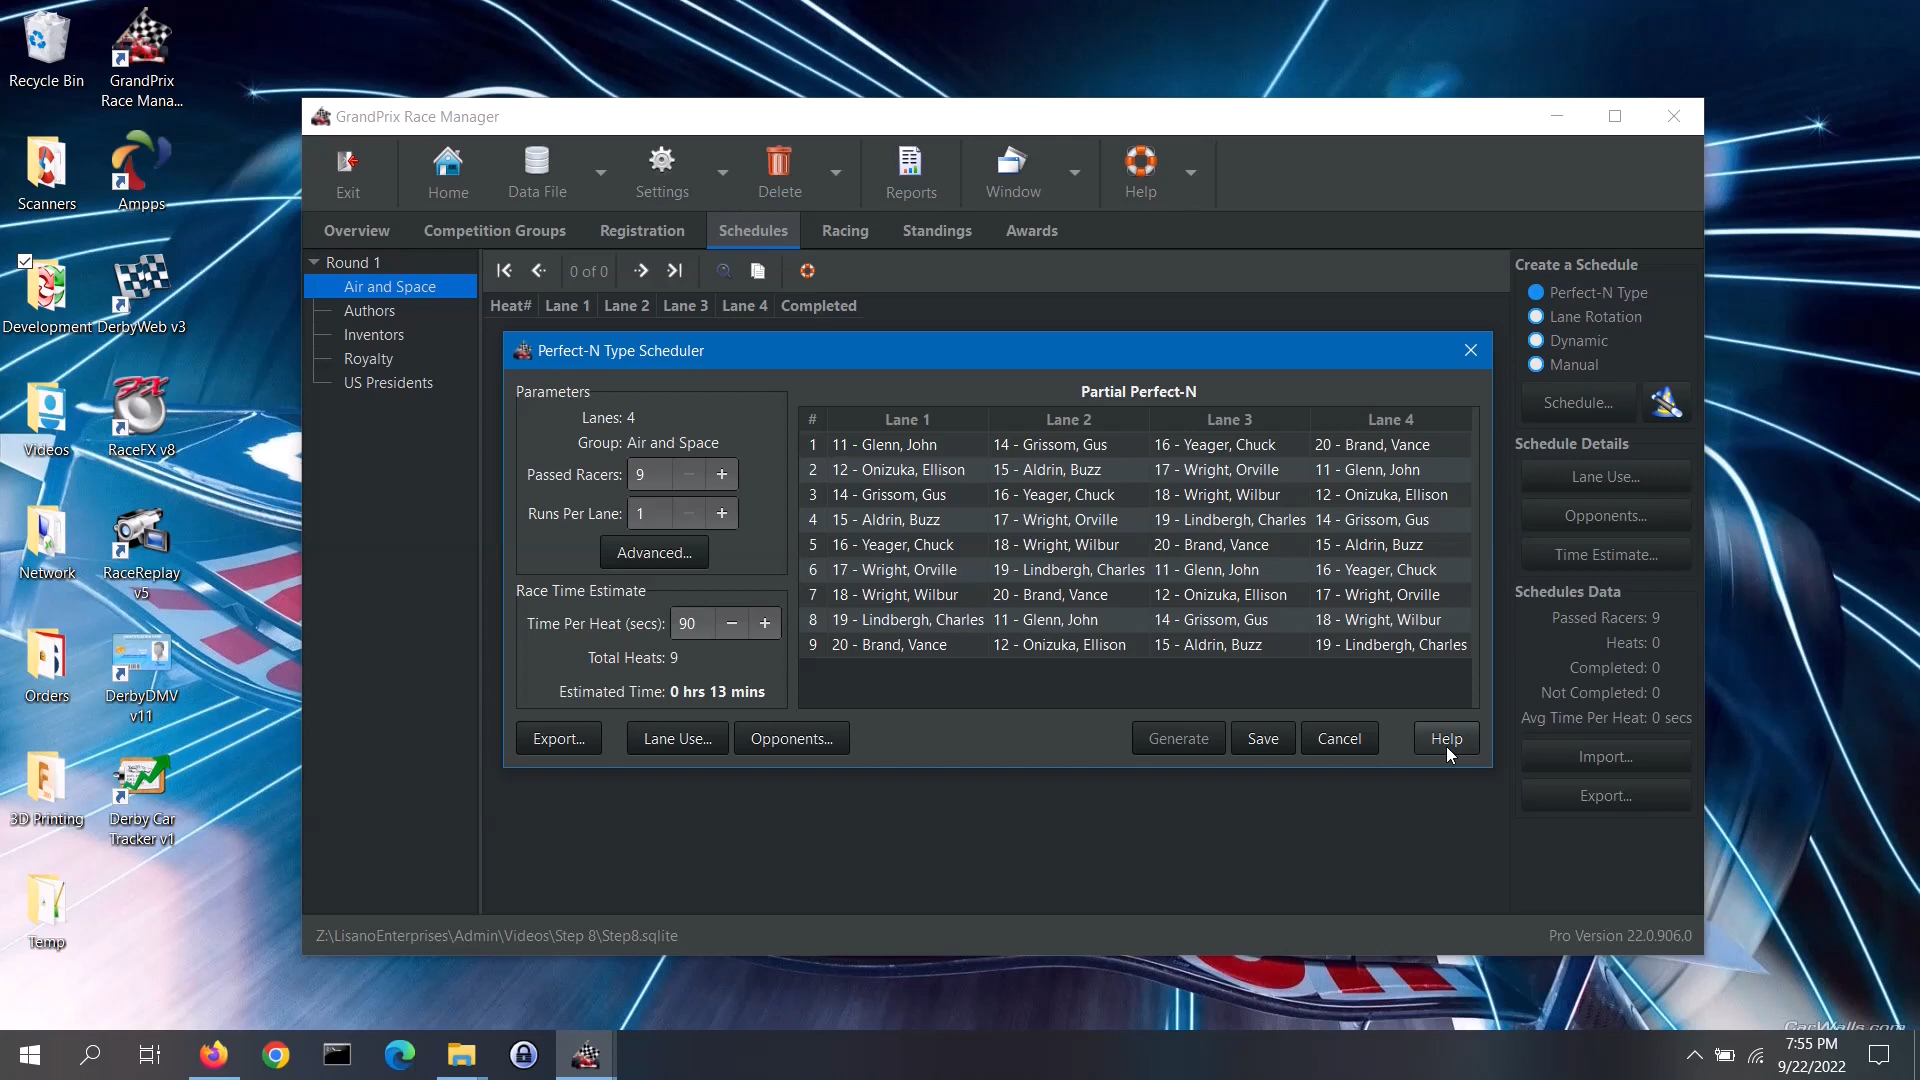 Recycle Bin
GrandPrix
Race Mana...
Scanners
Ampps
Development
DerbyWeb v3
Videos
RaceFX v8
Network
RaceReplay
v5
Orders
DerbyDMV
v11
3D Printing
Derby Car
Tracker v1
Temp
GrandPrix Race Manager
Exit
Home
Data File
Settings
Delete
Reports
Window
Help
Overview
Competition Groups
Registration
Schedules
Racing
Standings
Awards
Round 1
Air and Space
Authors
Inventors
Royalty
US Presidents
0 of 0
Heat# Lane 1 Lane 2 Lane 3 Lane 4 Completed
Perfect-N Type Scheduler
Parameters
Lanes: 4
Group: Air and Space
Passed Racers: 9 − +
Runs Per Lane: 1 − +
Advanced...
Race Time Estimate
Time Per Heat (secs): 90 − +
Total Heats: 9
Estimated Time: 0 hrs 13 mins
Partial Perfect-N
# Lane 1 Lane 2 Lane 3 Lane 4
1 11 - Glenn, John 14 - Grissom, Gus 16 - Yeager, Chuck 20 - Brand, Vance
2 12 - Onizuka, Ellison 15 - Aldrin, Buzz 17 - Wright, Orville 11 - Glenn, John
3 14 - Grissom, Gus 16 - Yeager, Chuck 18 - Wright, Wilbur 12 - Onizuka, Ellison
4 15 - Aldrin, Buzz 17 - Wright, Orville 19 - Lindbergh, Charles 14 - Grissom, Gus
5 16 - Yeager, Chuck 18 - Wright, Wilbur 20 - Brand, Vance 15 - Aldrin, Buzz
6 17 - Wright, Orville 19 - Lindbergh, Charles 11 - Glenn, John 16 - Yeager, Chuck
7 18 - Wright, Wilbur 20 - Brand, Vance 12 - Onizuka, Ellison 17 - Wright, Orville
8 19 - Lindbergh, Charles 11 - Glenn, John 14 - Grissom, Gus 18 - Wright, Wilbur
9 20 - Brand, Vance 12 - Onizuka, Ellison 15 - Aldrin, Buzz 19 - Lindbergh, Charles
Export...
Lane Use...
Opponents...
Generate
Save
Cancel
Help
Create a Schedule
Perfect-N Type
Lane Rotation
Dynamic
Manual
Schedule...
Schedule Details
Lane Use...
Opponents...
Time Estimate...
Schedules Data
Passed Racers: 9
Heats: 0
Completed: 0
Not Completed: 0
Avg Time Per Heat: 0 secs
Import...
Export...
Z:\LisanoEnterprises\Admin\Videos\Step 8\Step8.sqlite
Pro Version 22.0.906.0
CarWalls.com
7:55 PM
9/22/2022